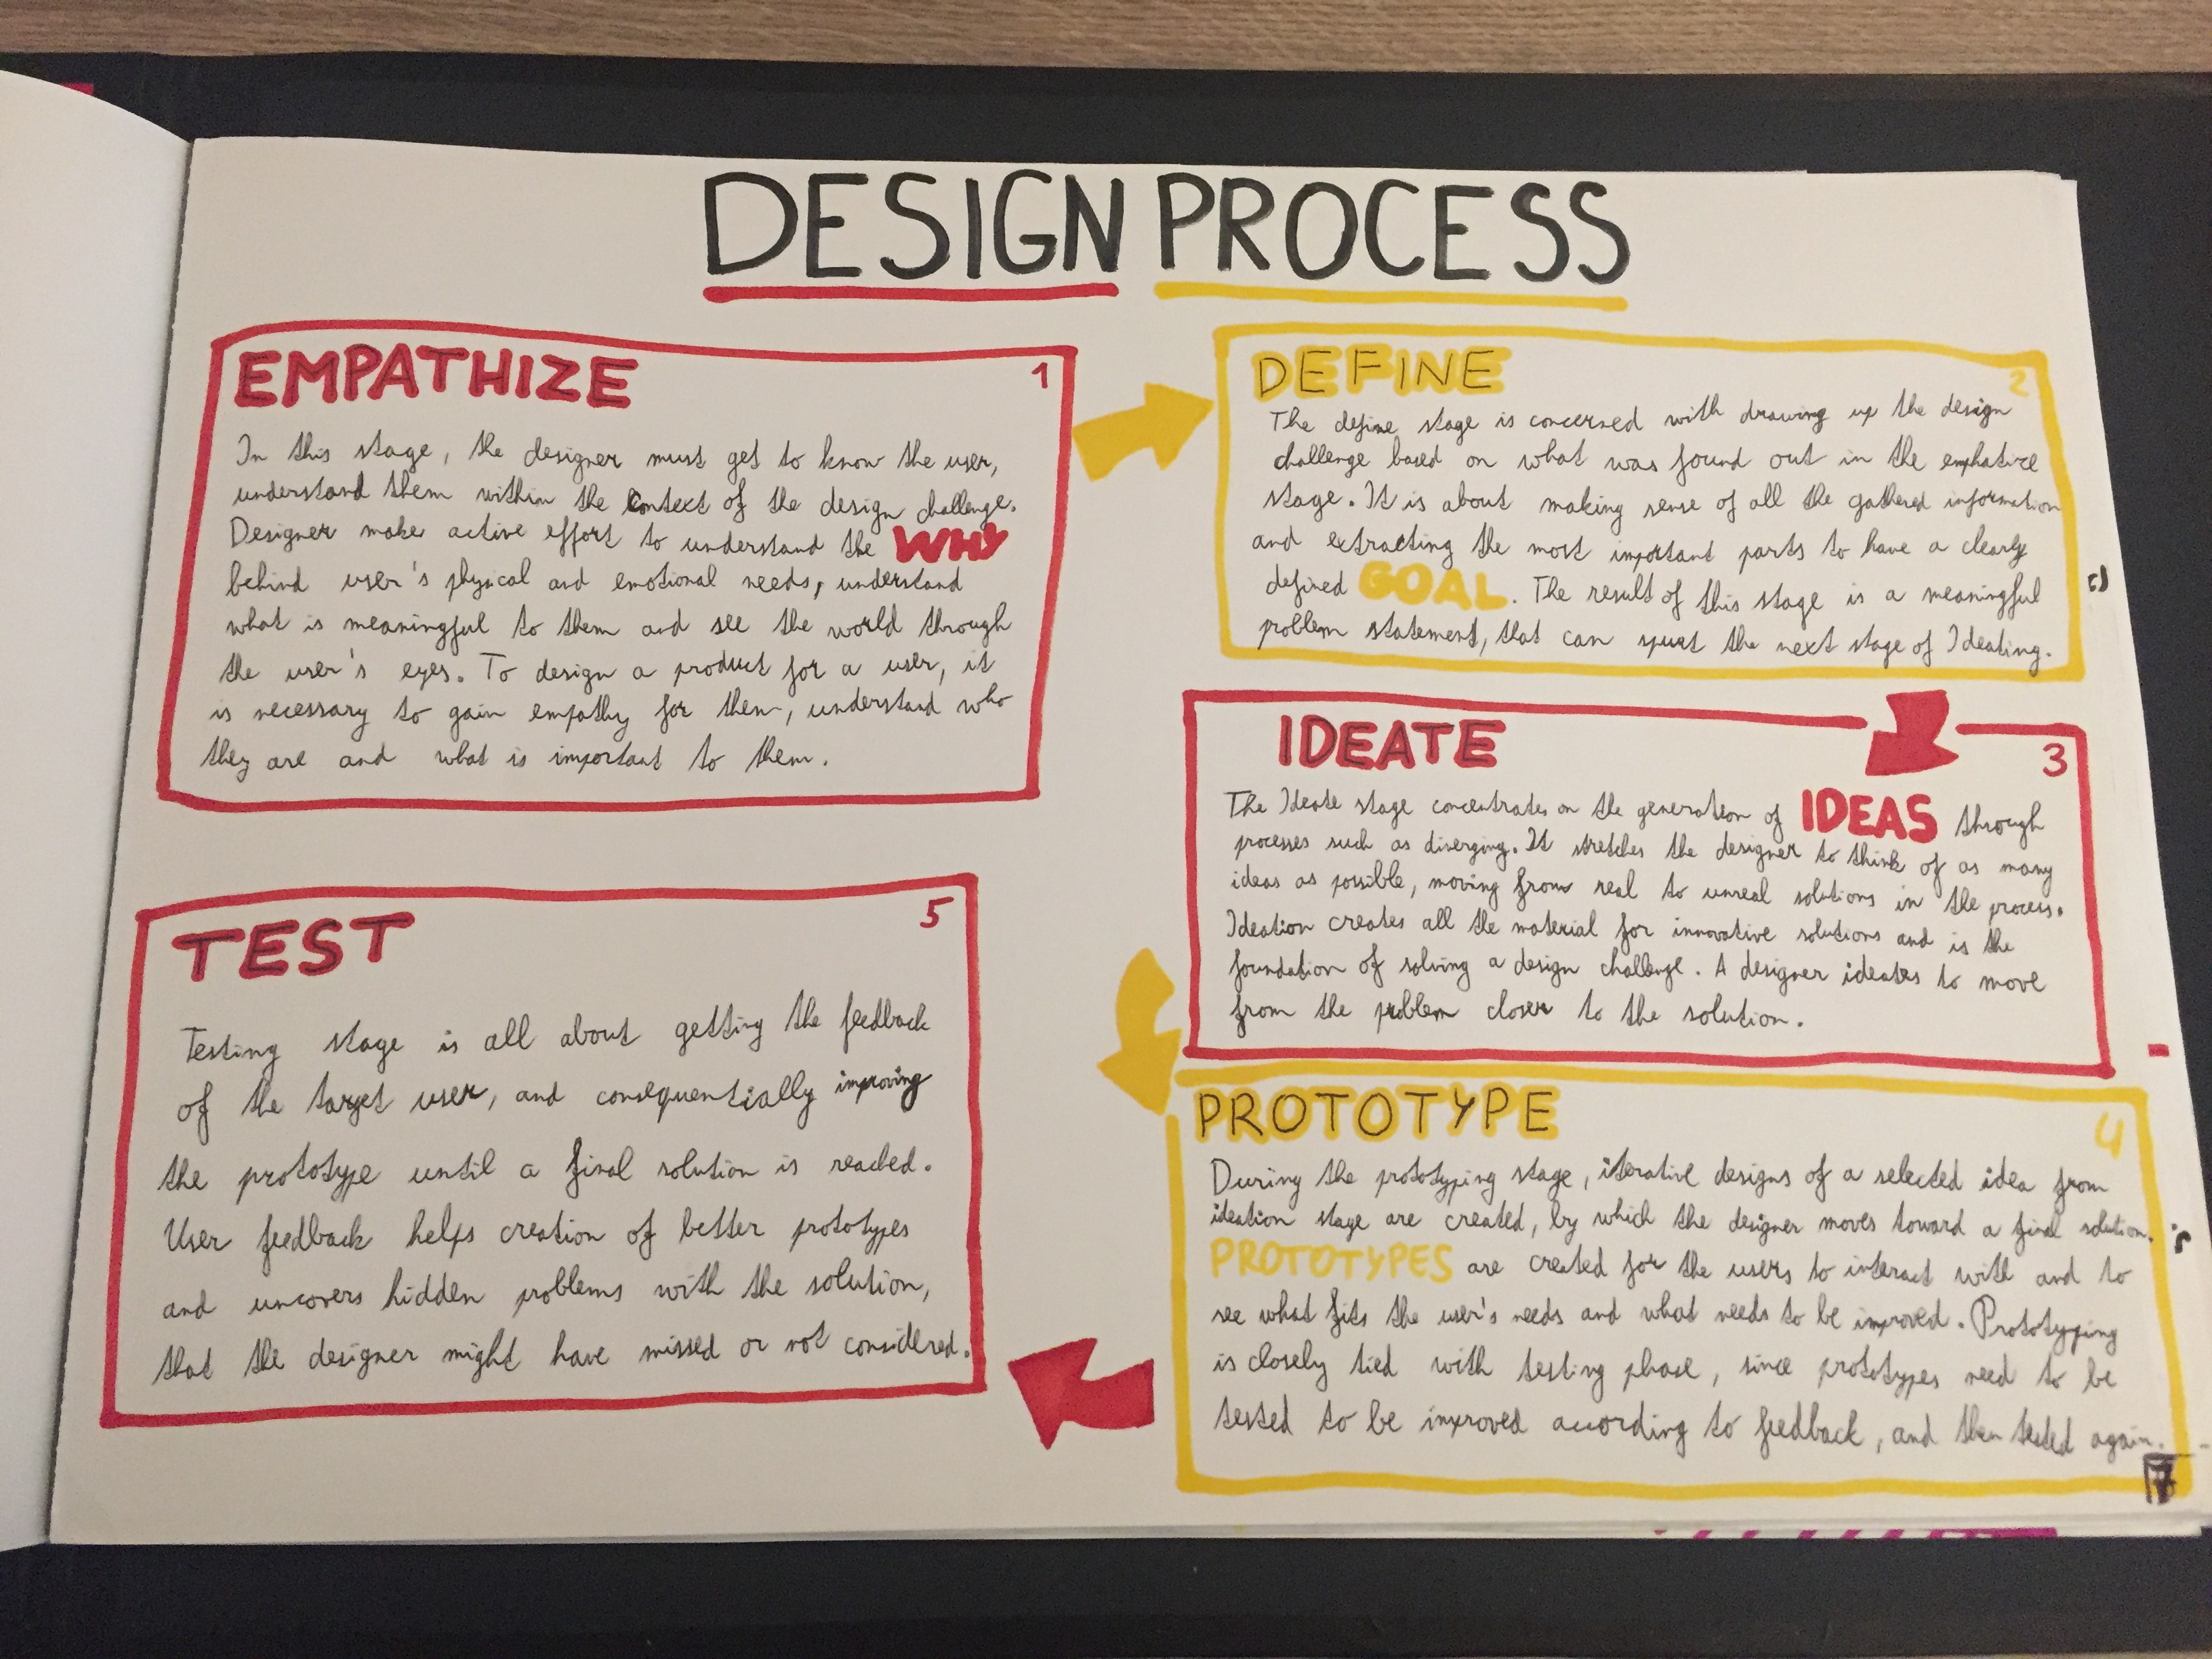 DESIGN PROCESS
EMPATHIZE 1
In this stage, the designer must get to know the user,
understand them within the context of the design challenge.
Designer make active effort to understand the WHY
behind user's physical and emotional needs, understand
what is meaningful to them and see the world through
the user's eyes. To design a product for a user, it
is necessary to gain empathy for them, understand who
they are and what is important to them.
DEFINE 2
The define stage is concerned with drawing up the design
challenge based on what was found out in the emphatize
stage. It is about making sense of all the gathered information
and extracting the most important parts to have a clearly
defined GOAL. The result of this stage is a meaningful
problem statement, that can spurt the next stage of Ideating.
IDEATE 3
The Ideate stage concentrates on the generation of IDEAS through
processes such as diverging. It stretches the designer to think of as many
ideas as possible, moving from real to unreal solutions in the process.
Ideation creates all the material for innovative solutions and is the
foundation of solving a design challenge. A designer ideates to move
from the problem closer to the solution.
PROTOTYPE 4
During the prototyping stage, iterative designs of a selected idea from
ideation stage are created, by which the designer moves toward a final solution.
PROTOTYPES are created for the users to interact with and to
see what fits the user's needs and what needs to be improved. Prototyping
is closely tied with testing phase, since prototypes need to be
tested to be improved according to feedback, and then tested again.
TEST 5
Testing stage is all about getting the feedback
of the target user, and consequentially improving
the prototype until a final solution is reached.
User feedback helps creation of better prototypes
and uncovers hidden problems with the solution,
that the designer might have missed or not considered.